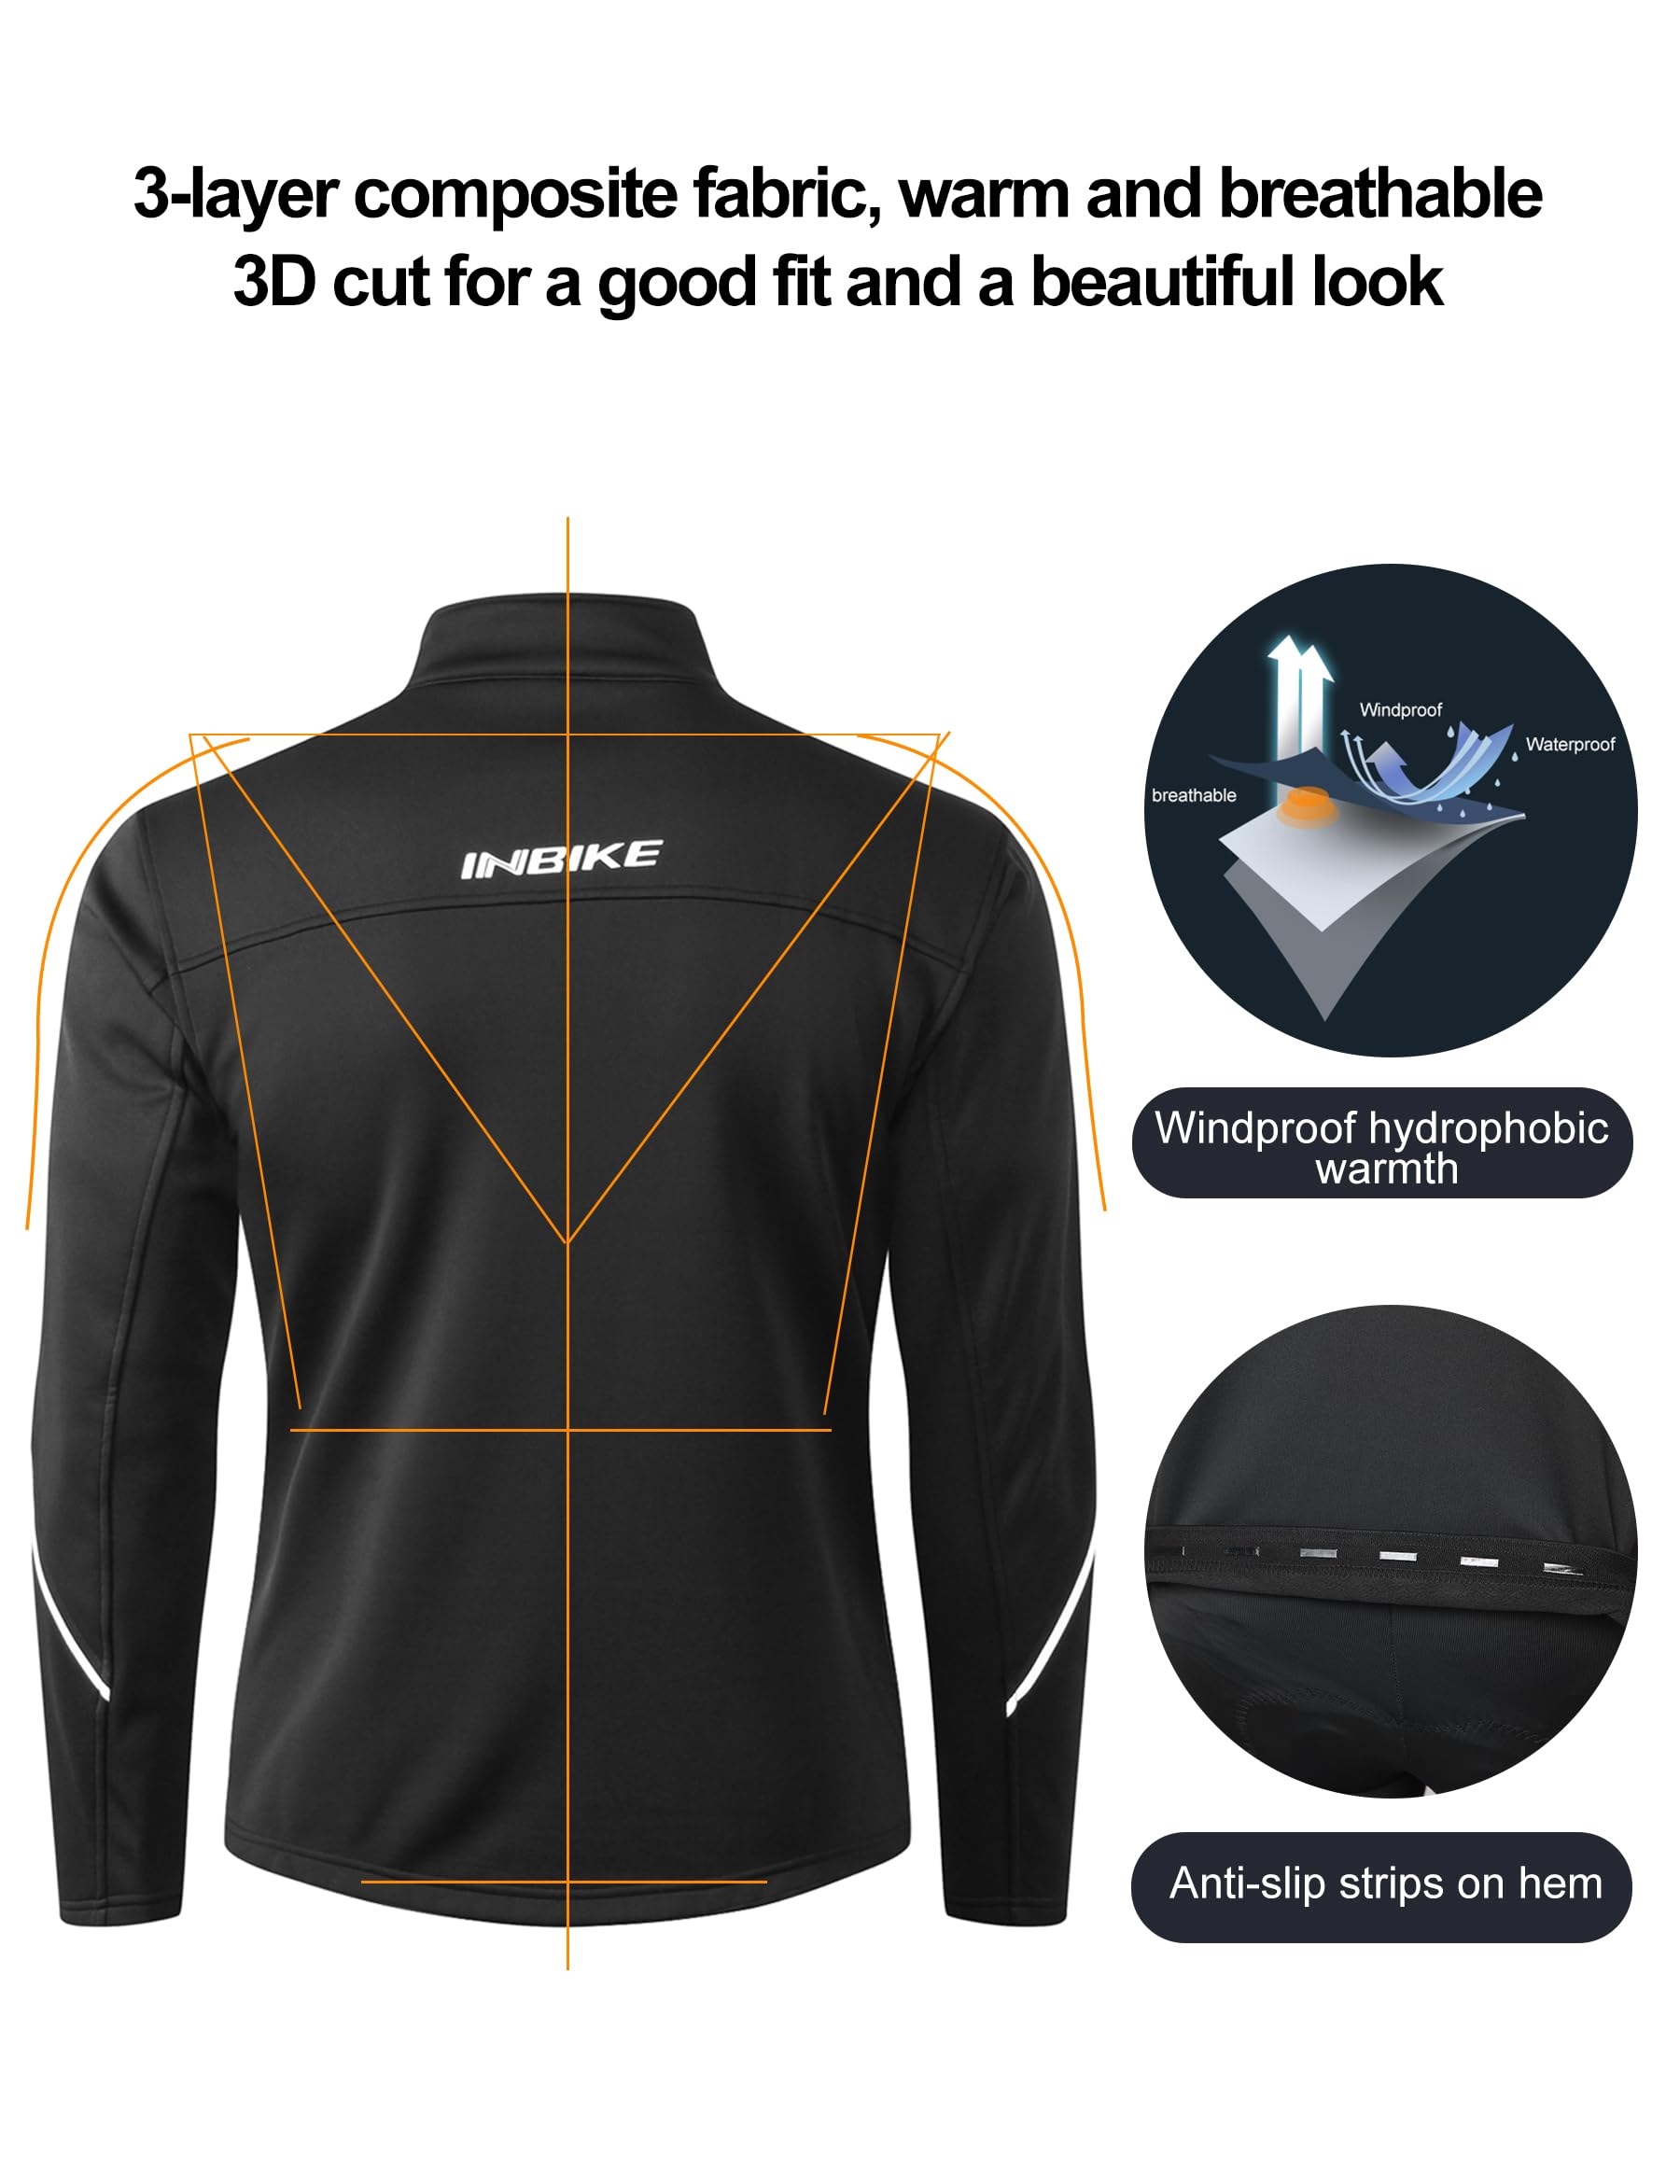 3-layer composite fabric, warm and breathable
3D cut for a good fit and a beautiful look
INBIKE
Windproof
Waterproof
breathable
Windproof hydrophobic
warmth
Anti-slip strips on hem